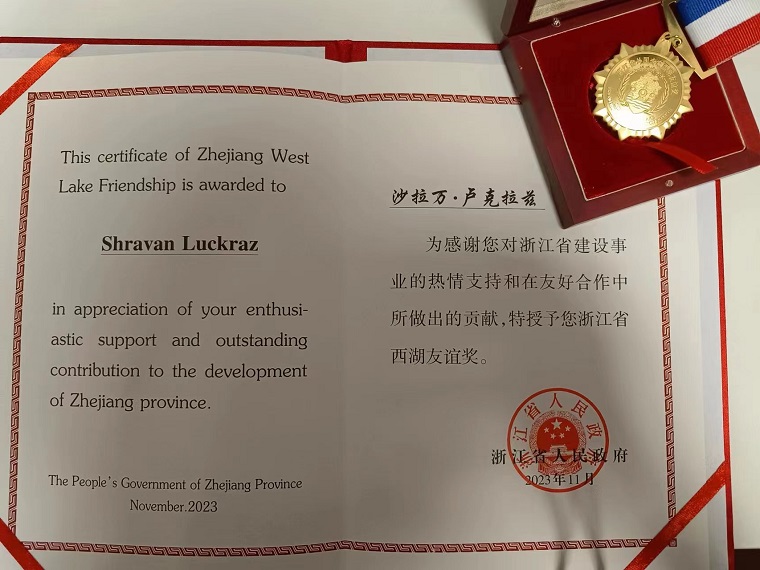 This certificate of Zhejiang West
Lake Friendship is awarded to
Shravan Luckraz
in appreciation of your enthusi-
astic support and outstanding
contribution to the development
of Zhejiang province.
The People's Government of Zhejiang Province
November.2023
沙拉万·卢克拉兹
为感谢您对浙江省建设事
业的热情支持和在友好合作中
所做出的贡献,特授予您浙江省
西湖友谊奖。
浙江省人民政府
浙江省人民政府
2023年11月